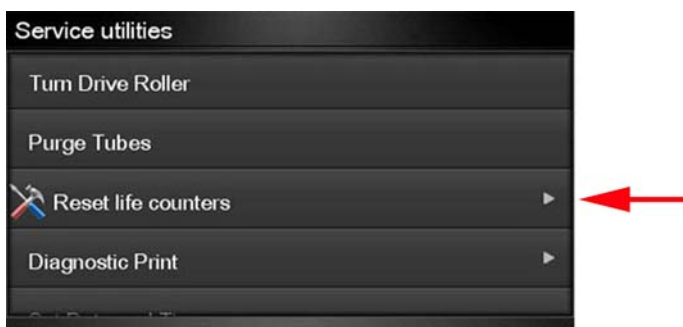 Service utilities
Turn Drive Roller
Purge Tubes
Reset life counters
Diagnostic Print